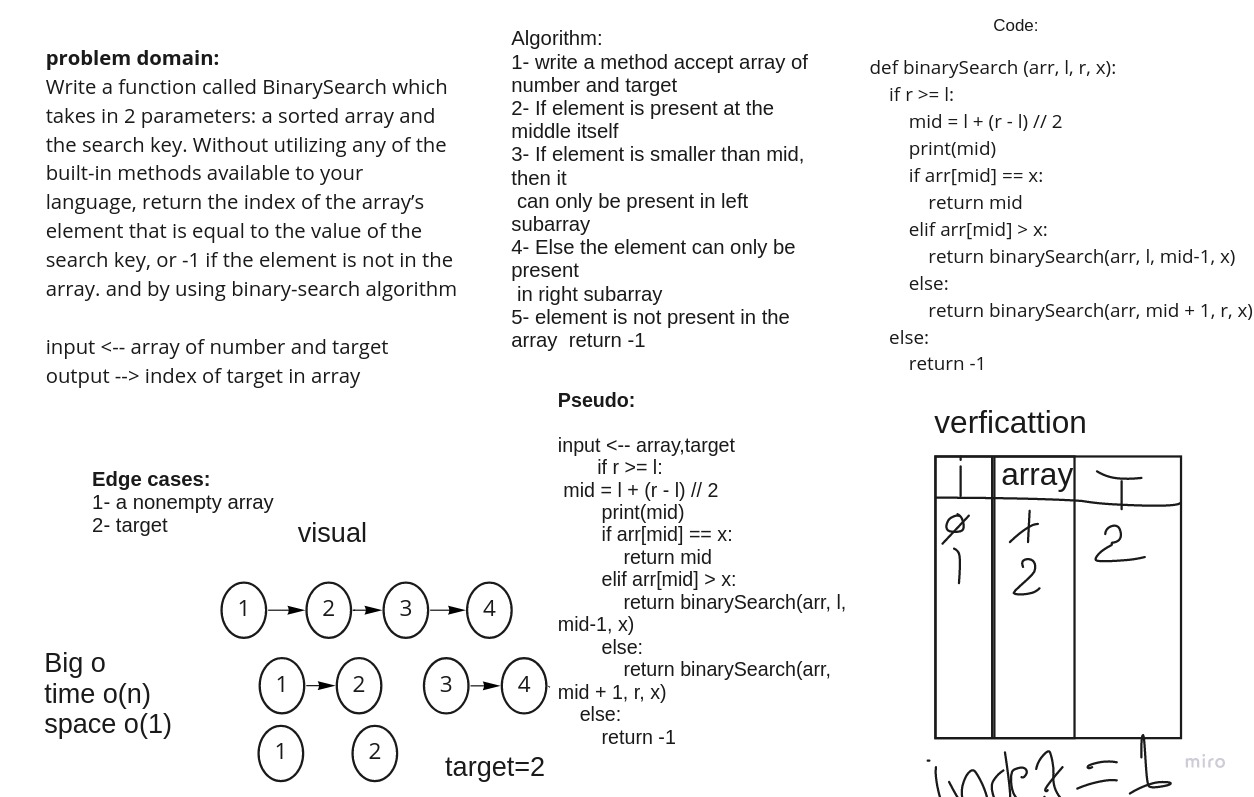 problem domain:
Write a function called BinarySearch which
takes in 2 parameters: a sorted array and
the search key. Without utilizing any of the
built-in methods available to your
language, return the index of the array’s
element that is equal to the value of the
search key, or -1 if the element is not in the
array. and by using binary-search algorithm
input <-- array of number and target
output --> index of target in array
Edge cases:
1- a nonempty array
2- target
visual
1 2 3 4
1 2 3 4
1 2
target=2
Big o
time o(n)
space o(1)
Algorithm:
1- write a method accept array of
number and target
2- If element is present at the
middle itself
3- If element is smaller than mid,
then it
can only be present in left
subarray
4- Else the element can only be
present
in right subarray
5- element is not present in the
array  return -1
Pseudo:
input <-- array,target
if r >= l:
mid = l + (r - l) // 2
print(mid)
if arr[mid] == x:
return mid
elif arr[mid] > x:
return binarySearch(arr, l,
mid-1, x)
else:
return binarySearch(arr,
mid + 1, r, x)
else:
return -1
Code:
def binarySearch (arr, l, r, x):
if r >= l:
mid = l + (r - l) // 2
print(mid)
if arr[mid] == x:
return mid
elif arr[mid] > x:
return binarySearch(arr, l, mid-1, x)
else:
return binarySearch(arr, mid + 1, r, x)
else:
return -1
verficattion
i array T
0 1 2
1 2
index = 1
miro